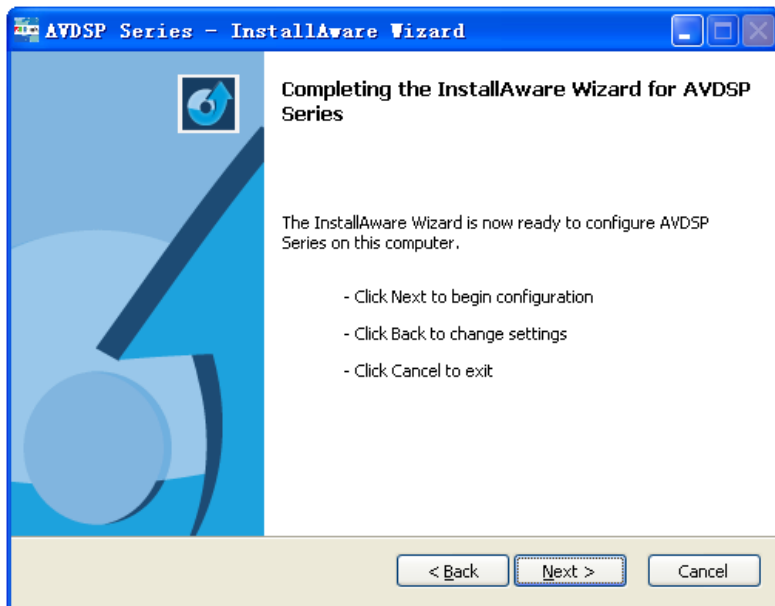 AVDSP Series - InstallAware Wizard
Completing the InstallAware Wizard for AVDSP
Series
The InstallAware Wizard is now ready to configure AVDSP
Series on this computer.
- Click Next to begin configuration
- Click Back to change settings
- Click Cancel to exit
< Back
Next >
Cancel